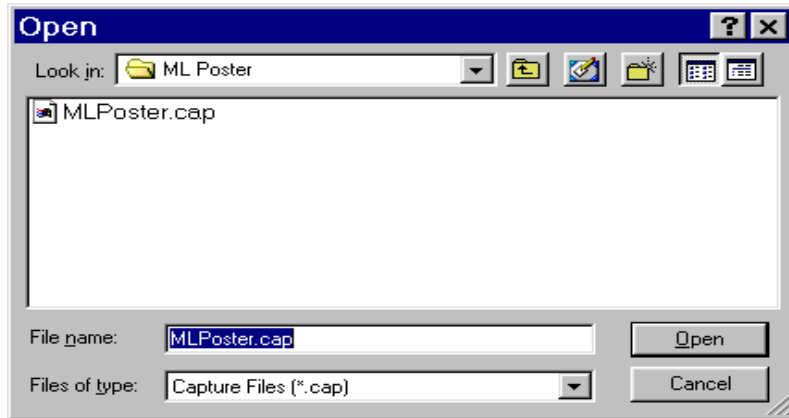 Open
Look in: ML Poster
MLPoster.cap
File name: MLPoster.cap Open
Files of type: Capture Files (*.cap) Cancel